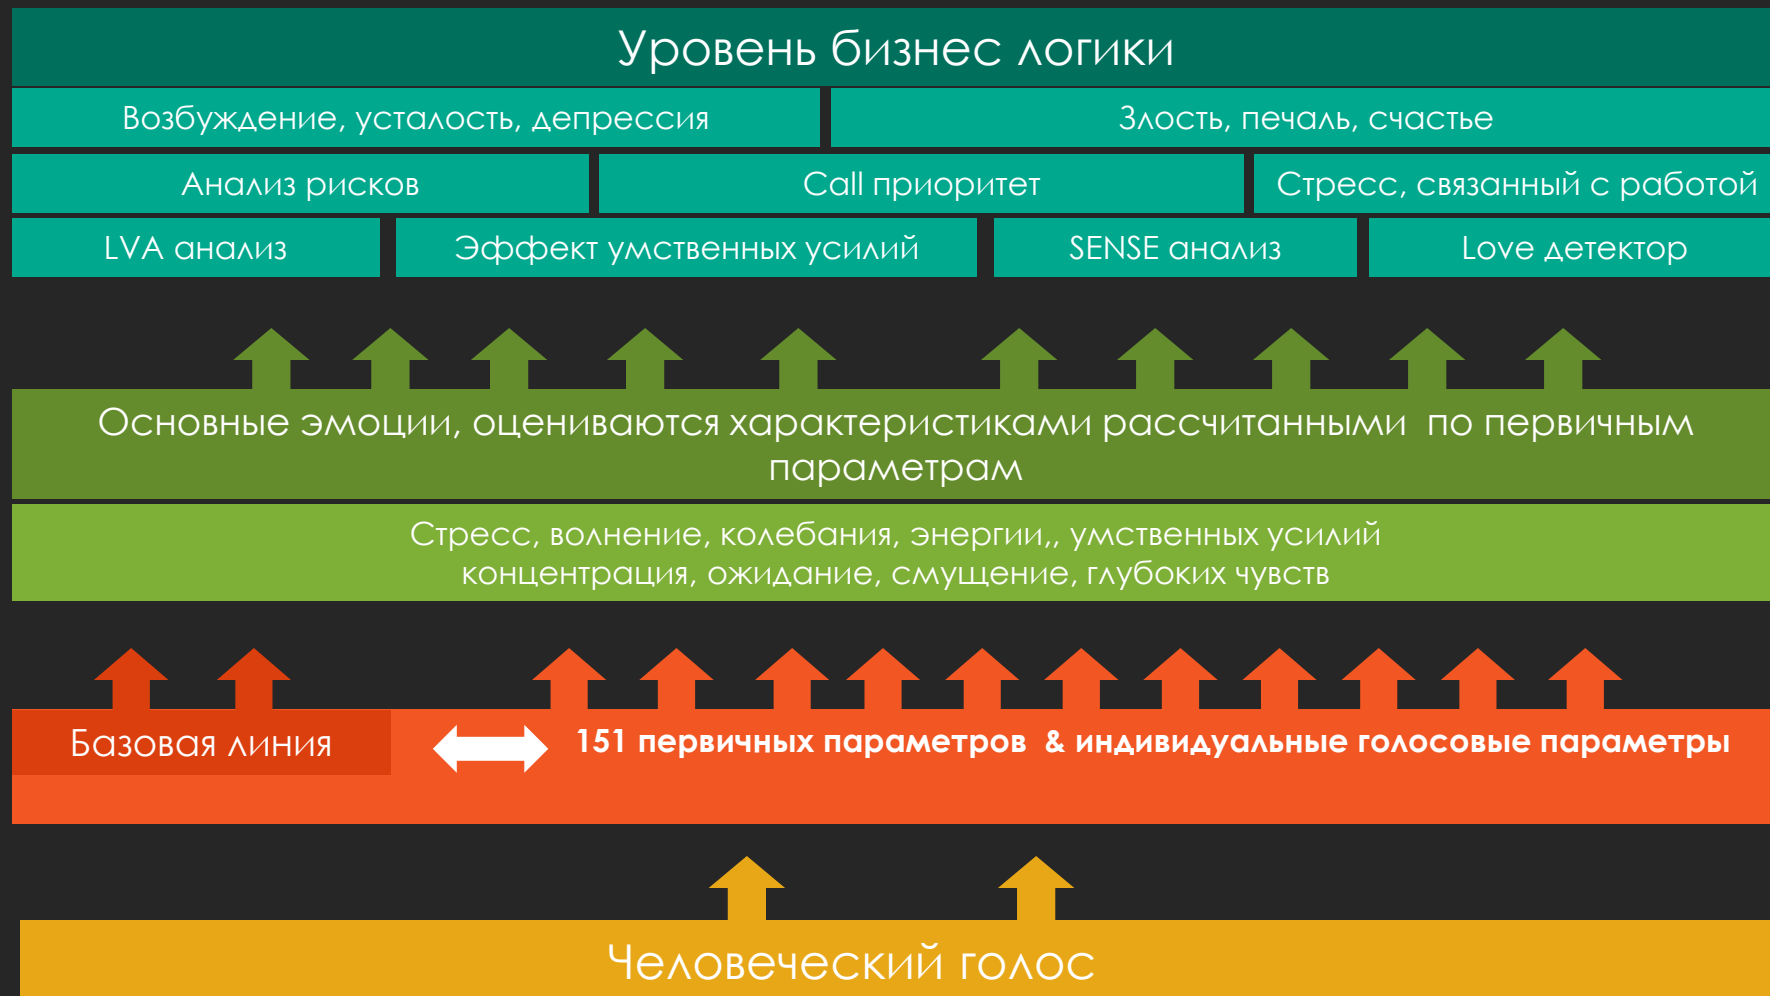 Уровень бизнес логики
Возбуждение, усталость, депрессия
Злость, печаль, счастье
Анализ рисков
Call приоритет
Стресс, связанный с работой
LVA анализ
Эффект умственных усилий
SENSE анализ
Love детектор
Основные эмоции, оцениваются характеристиками рассчитанными  по первичным
параметрам
Стресс, волнение, колебания, энергии,, умственных усилий
концентрация, ожидание, смущение, глубоких чувств
Базовая линия
151 первичных параметров  & индивидуальные голосовые параметры
Человеческий голос